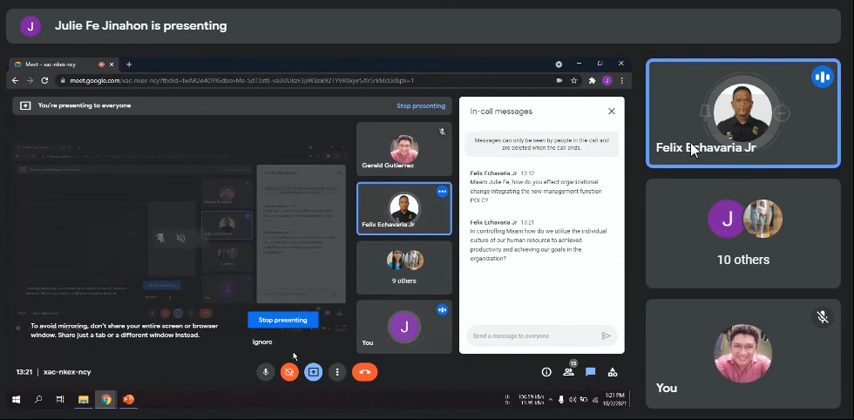 J Julie Fe Jinahon is presenting
Meet – xac-nkex-ncy
You're presenting to everyone
Stop presenting
Gerald Gutierrez
Felix Echavaria Jr
9 others
J
You
To avoid mirroring, don't share your entire screen or browser
window. Share just a tab or a different window instead.
Stop presenting
Ignore
In-call messages
Messages can only be seen by people in the call and
are deleted when the call ends.
Felix Echavaria Jr 13:12
Maam Julie Fe, how do you effect organizational
change integrating the new management function
POLC?
Felix Echavaria Jr 13:21
In controlling Maam how do we utilize the individual
culture of our human resource to achieved
productivity and achieving our goals in the
organization?
Send a message to everyone
13:21 | xac-nkex-ncy
1:21 PM
10/2/2021
Felix Echavaria Jr
J
10 others
You